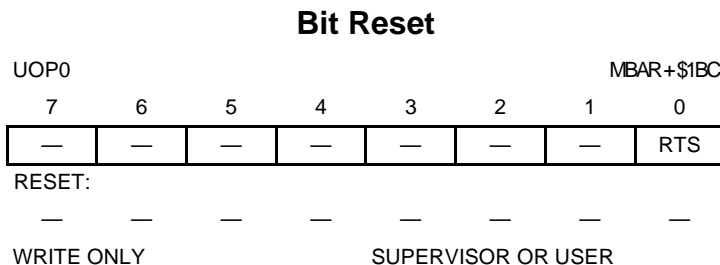 Bit Reset
UOP0 MBAR+$1BC
7 6 5 4 3 2 1 0
— — — — — — — RTS
RESET:
— — — — — — — —
WRITE ONLY SUPERVISOR OR USER